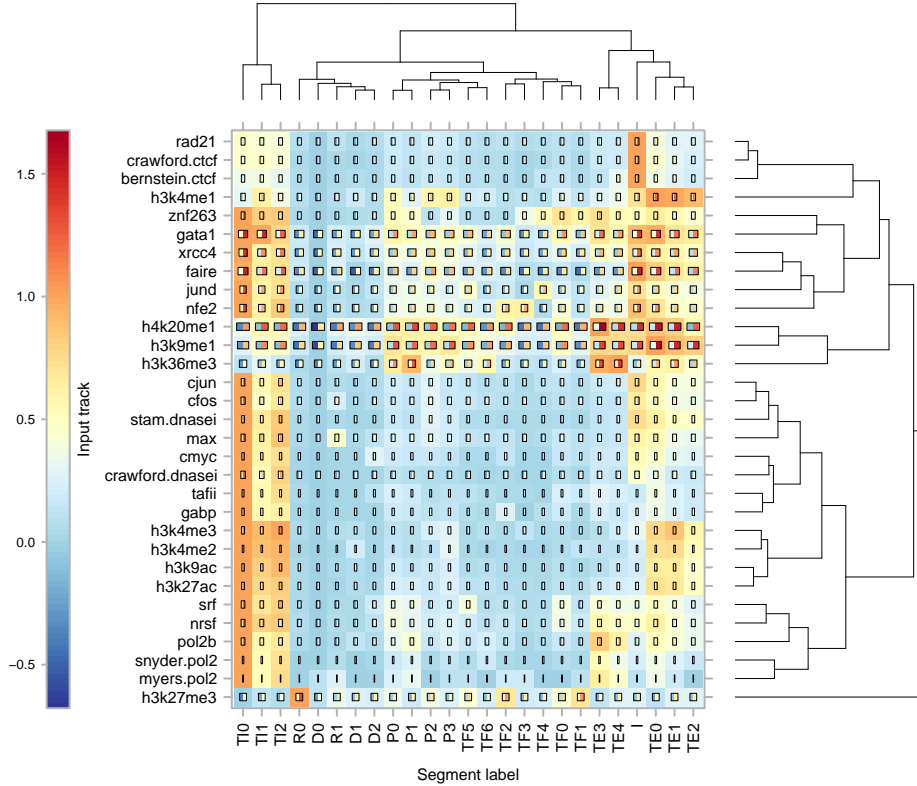 rad21
crawford.ctcf
bernstein.ctcf
h3k4me1
znf263
gata1
xrcc4
faire
jund
nfe2
h4k20me1
h3k9me1
h3k36me3
cjun
cfos
stam.dnasei
max
cmyc
crawford.dnasei
tafii
gabp
h3k4me3
h3k4me2
h3k9ac
h3k27ac
srf
nrsf
pol2b
snyder.pol2
myers.pol2
h3k27me3
1.5
1.0
0.5
0.0
−0.5
Input track
TI0 TI1 TI2 R0 D0 R1 D1 D2 P0 P1 P2 P3 TF5 TF6 TF2 TF3 TF4 TF0 TF1 TE3 TE4 I TE0 TE1 TE2
Segment label